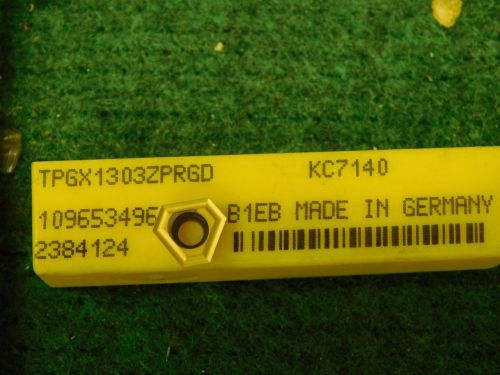 TPGX1303ZPRGD KC7140
109653496 B1EB MADE IN GERMANY
2384124